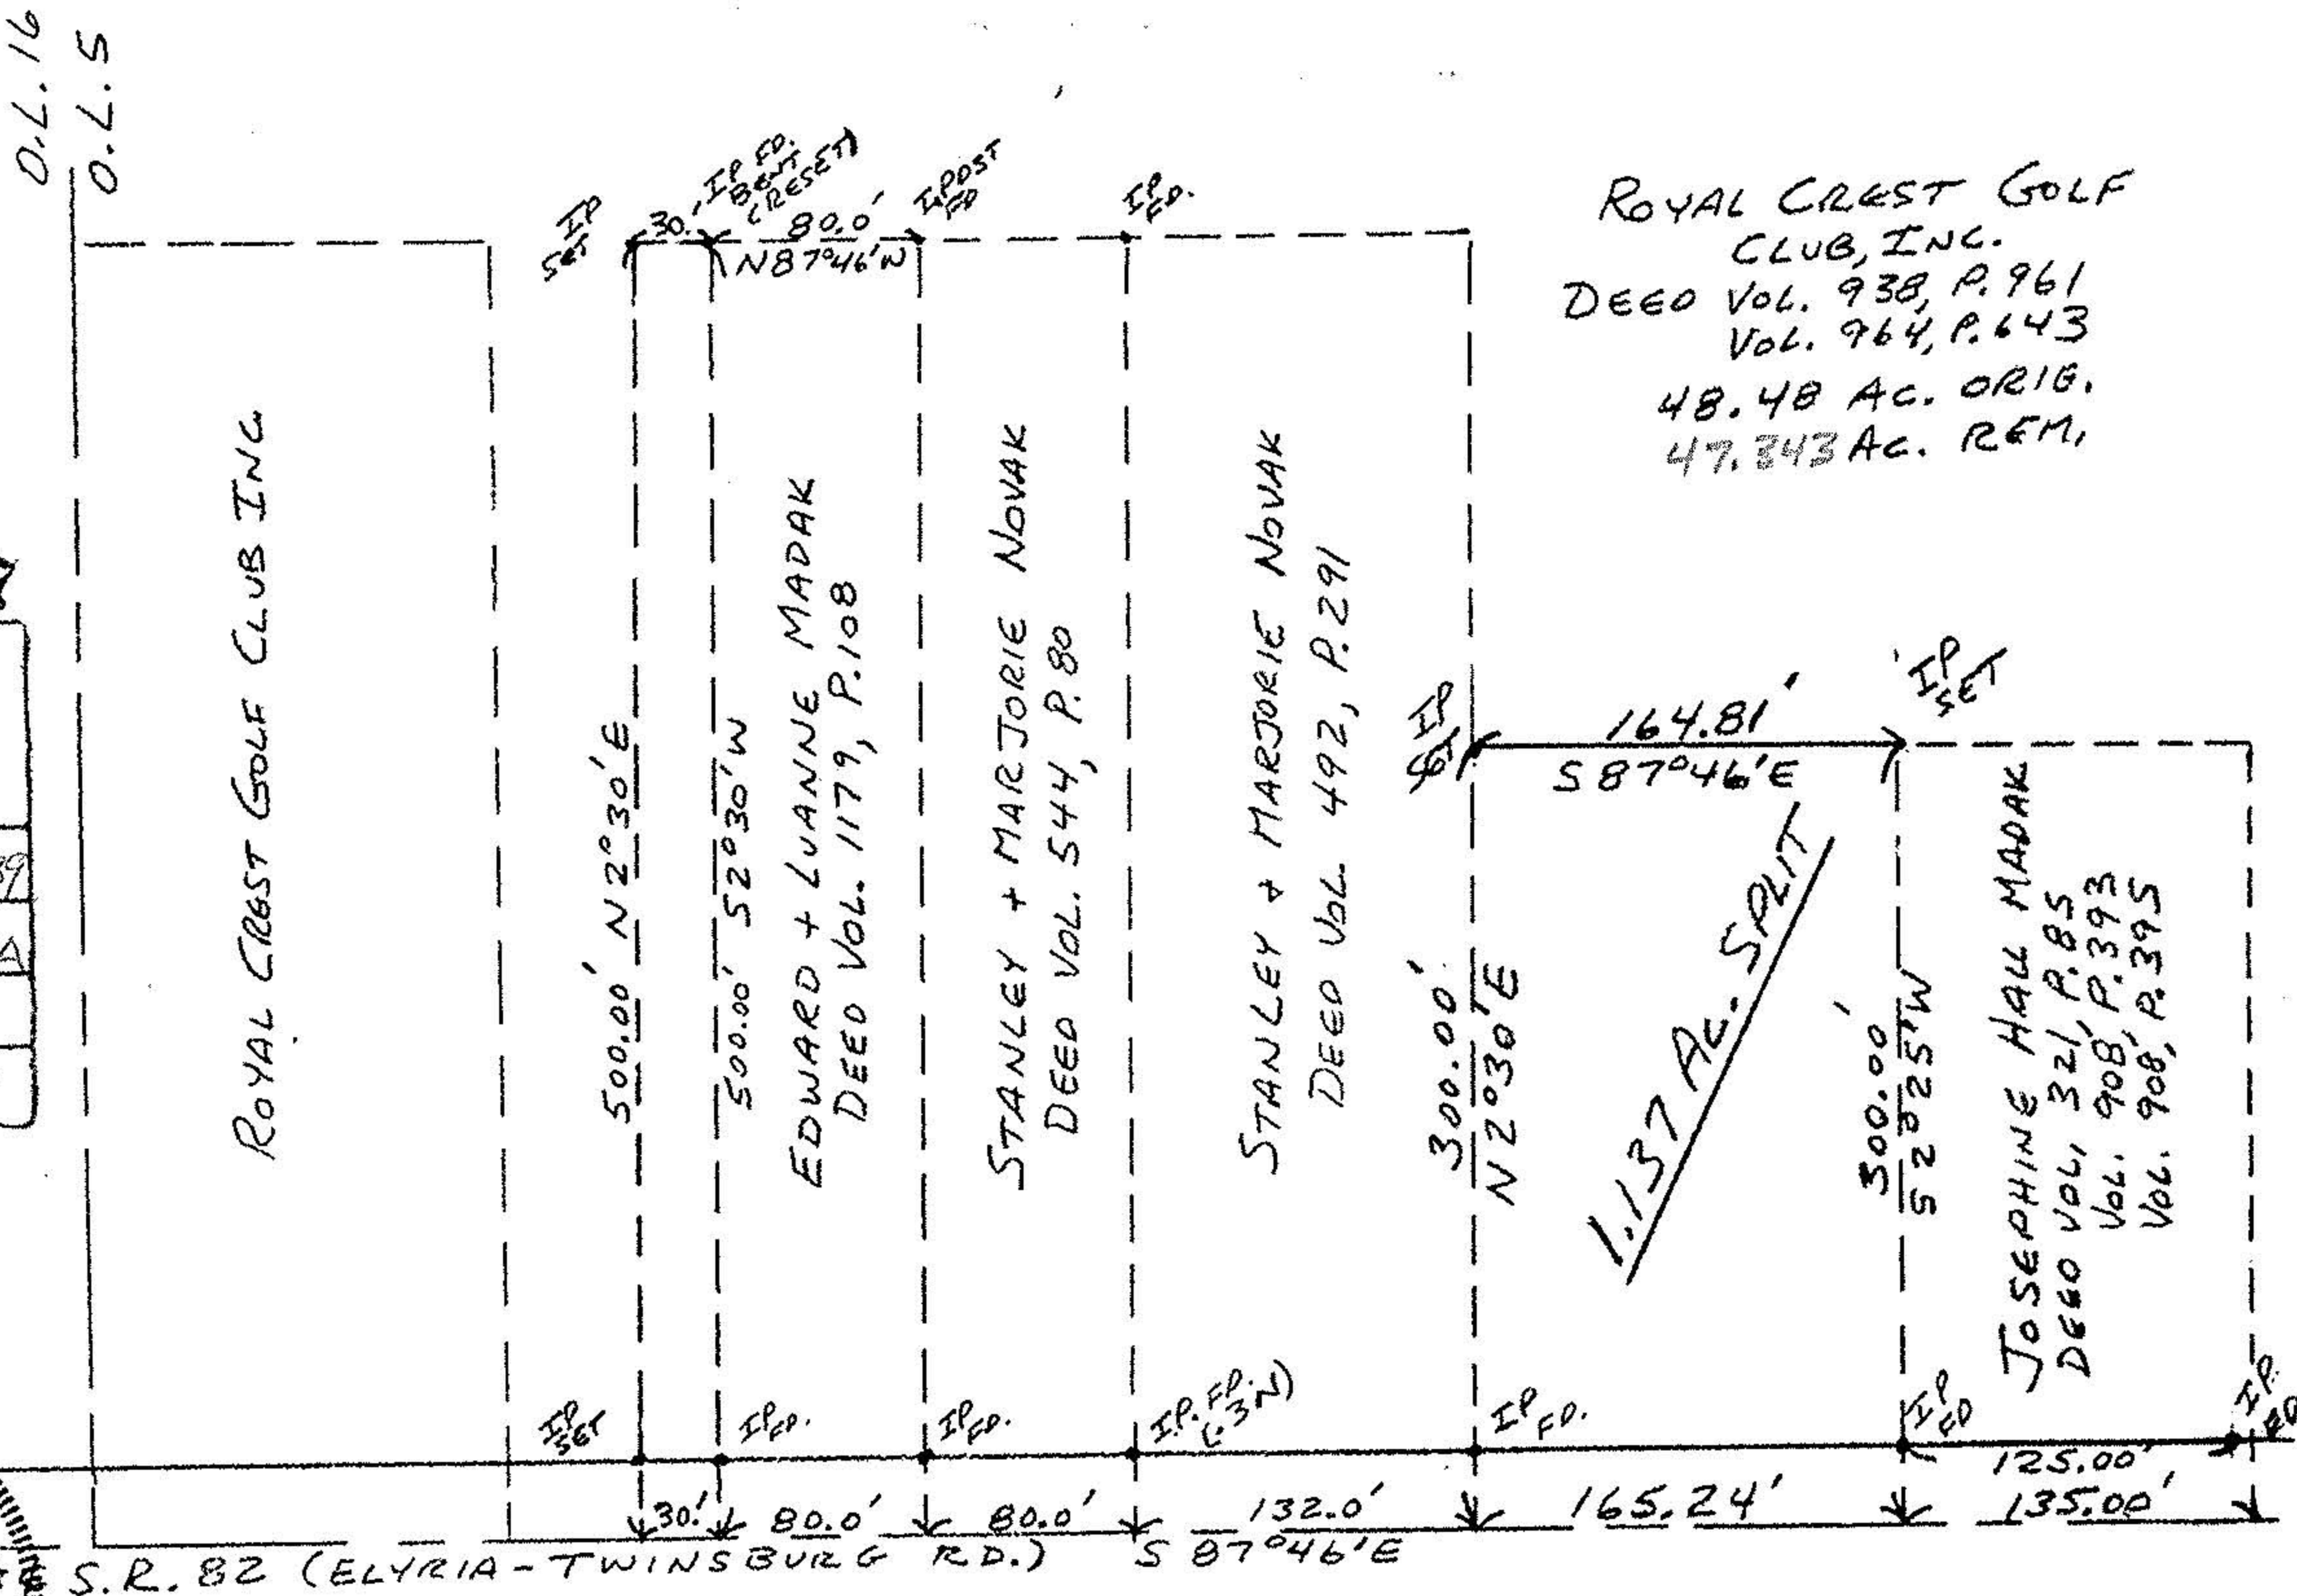 O.L. 16
O.L. 5
IP SET
30.'
IP FD.
BENT
(RESET)
80.0'
N87°46'W
I.POST
FD
IP FD.
ROYAL CREST GOLF
CLUB, INC.
DEED VOL. 938, P. 961
VOL. 964, P. 643
48.48 AC. ORIG.
47.343 AC. REM.
ROYAL CREST GOLF CLUB INC
500.00' N2°30'E
500.00' S2°30'W
EDWARD + LUANNE MADAK
DEED VOL. 1179, P. 108
STANLEY + MARJORIE NOVAK
DEED VOL. 544, P. 80
STANLEY + MARJORIE NOVAK
DEED VOL. 492, P. 291
IP SET
164.81'
S87°46'E
IP SET
300.00'
N2°30'E
1.137 AC. SPLIT
300.00'
S2°25'W
JOSEPHINE HALL MADAK
DEED VOL, 321, P. 85
VOL. 908, P. 393
VOL. 908, P. 395
IP SET
IP FD.
IP FD.
I.P. FD.
(.3N)
IP FD.
IP FD
IP. FD
125.00'
30.'
80.0'
80.0'
132.0'
165.24'
135.00'
S.R. 82 (ELYRIA-TWINSBURG RD.) S 87°46'E